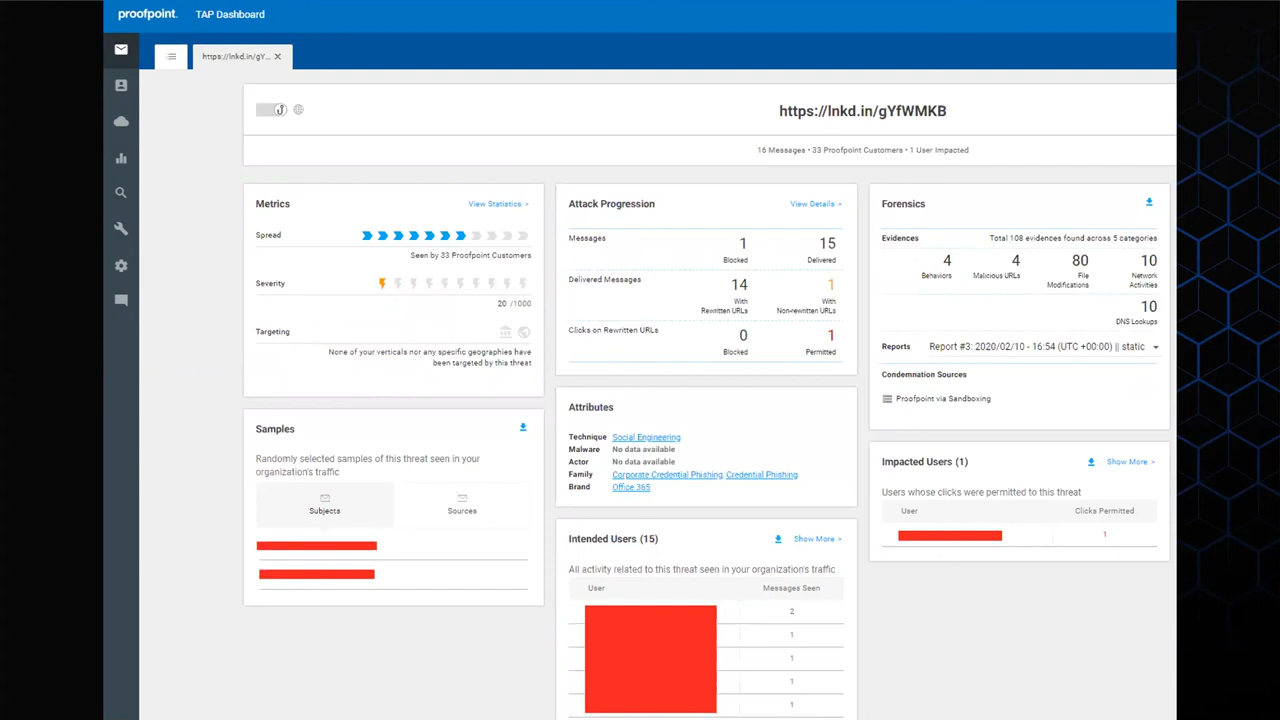 proofpoint. TAP Dashboard
https://lnkd.in/gY...
https://lnkd.in/gYfWMKB
16 Messages • 33 Proofpoint Customers • 1 User Impacted
Metrics
View Statistics >
Spread
Seen by 33 Proofpoint Customers
Severity
20 /1000
Targeting
None of your verticals nor any specific geographies have
been targeted by this threat
Samples
Randomly selected samples of this threat seen in your
organization's traffic
Subjects
Sources
Attack Progression
View Details >
Messages
1
15
Blocked
Delivered
Delivered Messages
14
1
With
Rewritten URLs
With
Non-rewritten URLs
Clicks on Rewritten URLs
0
1
Blocked
Permitted
Attributes
Technique Social Engineering
Malware No data available
Actor No data available
Family Corporate Credential Phishing, Credential Phishing
Brand Office 365
Intended Users (15)
Show More >
All activity related to this threat seen in your organization's traffic
User
Messages Seen
2
1
1
1
1
Forensics
Evidences
Total 108 evidences found across 5 categories
4
4
80
10
Behaviors
Malicious URLs
File
Modifications
Network
Activities
10
DNS Lookups
Reports
Report #3: 2020/02/10 - 16:54 (UTC +00:00) || static
Condemnation Sources
Proofpoint via Sandboxing
Impacted Users (1)
Show More >
Users whose clicks were permitted to this threat
User
Clicks Permitted
1